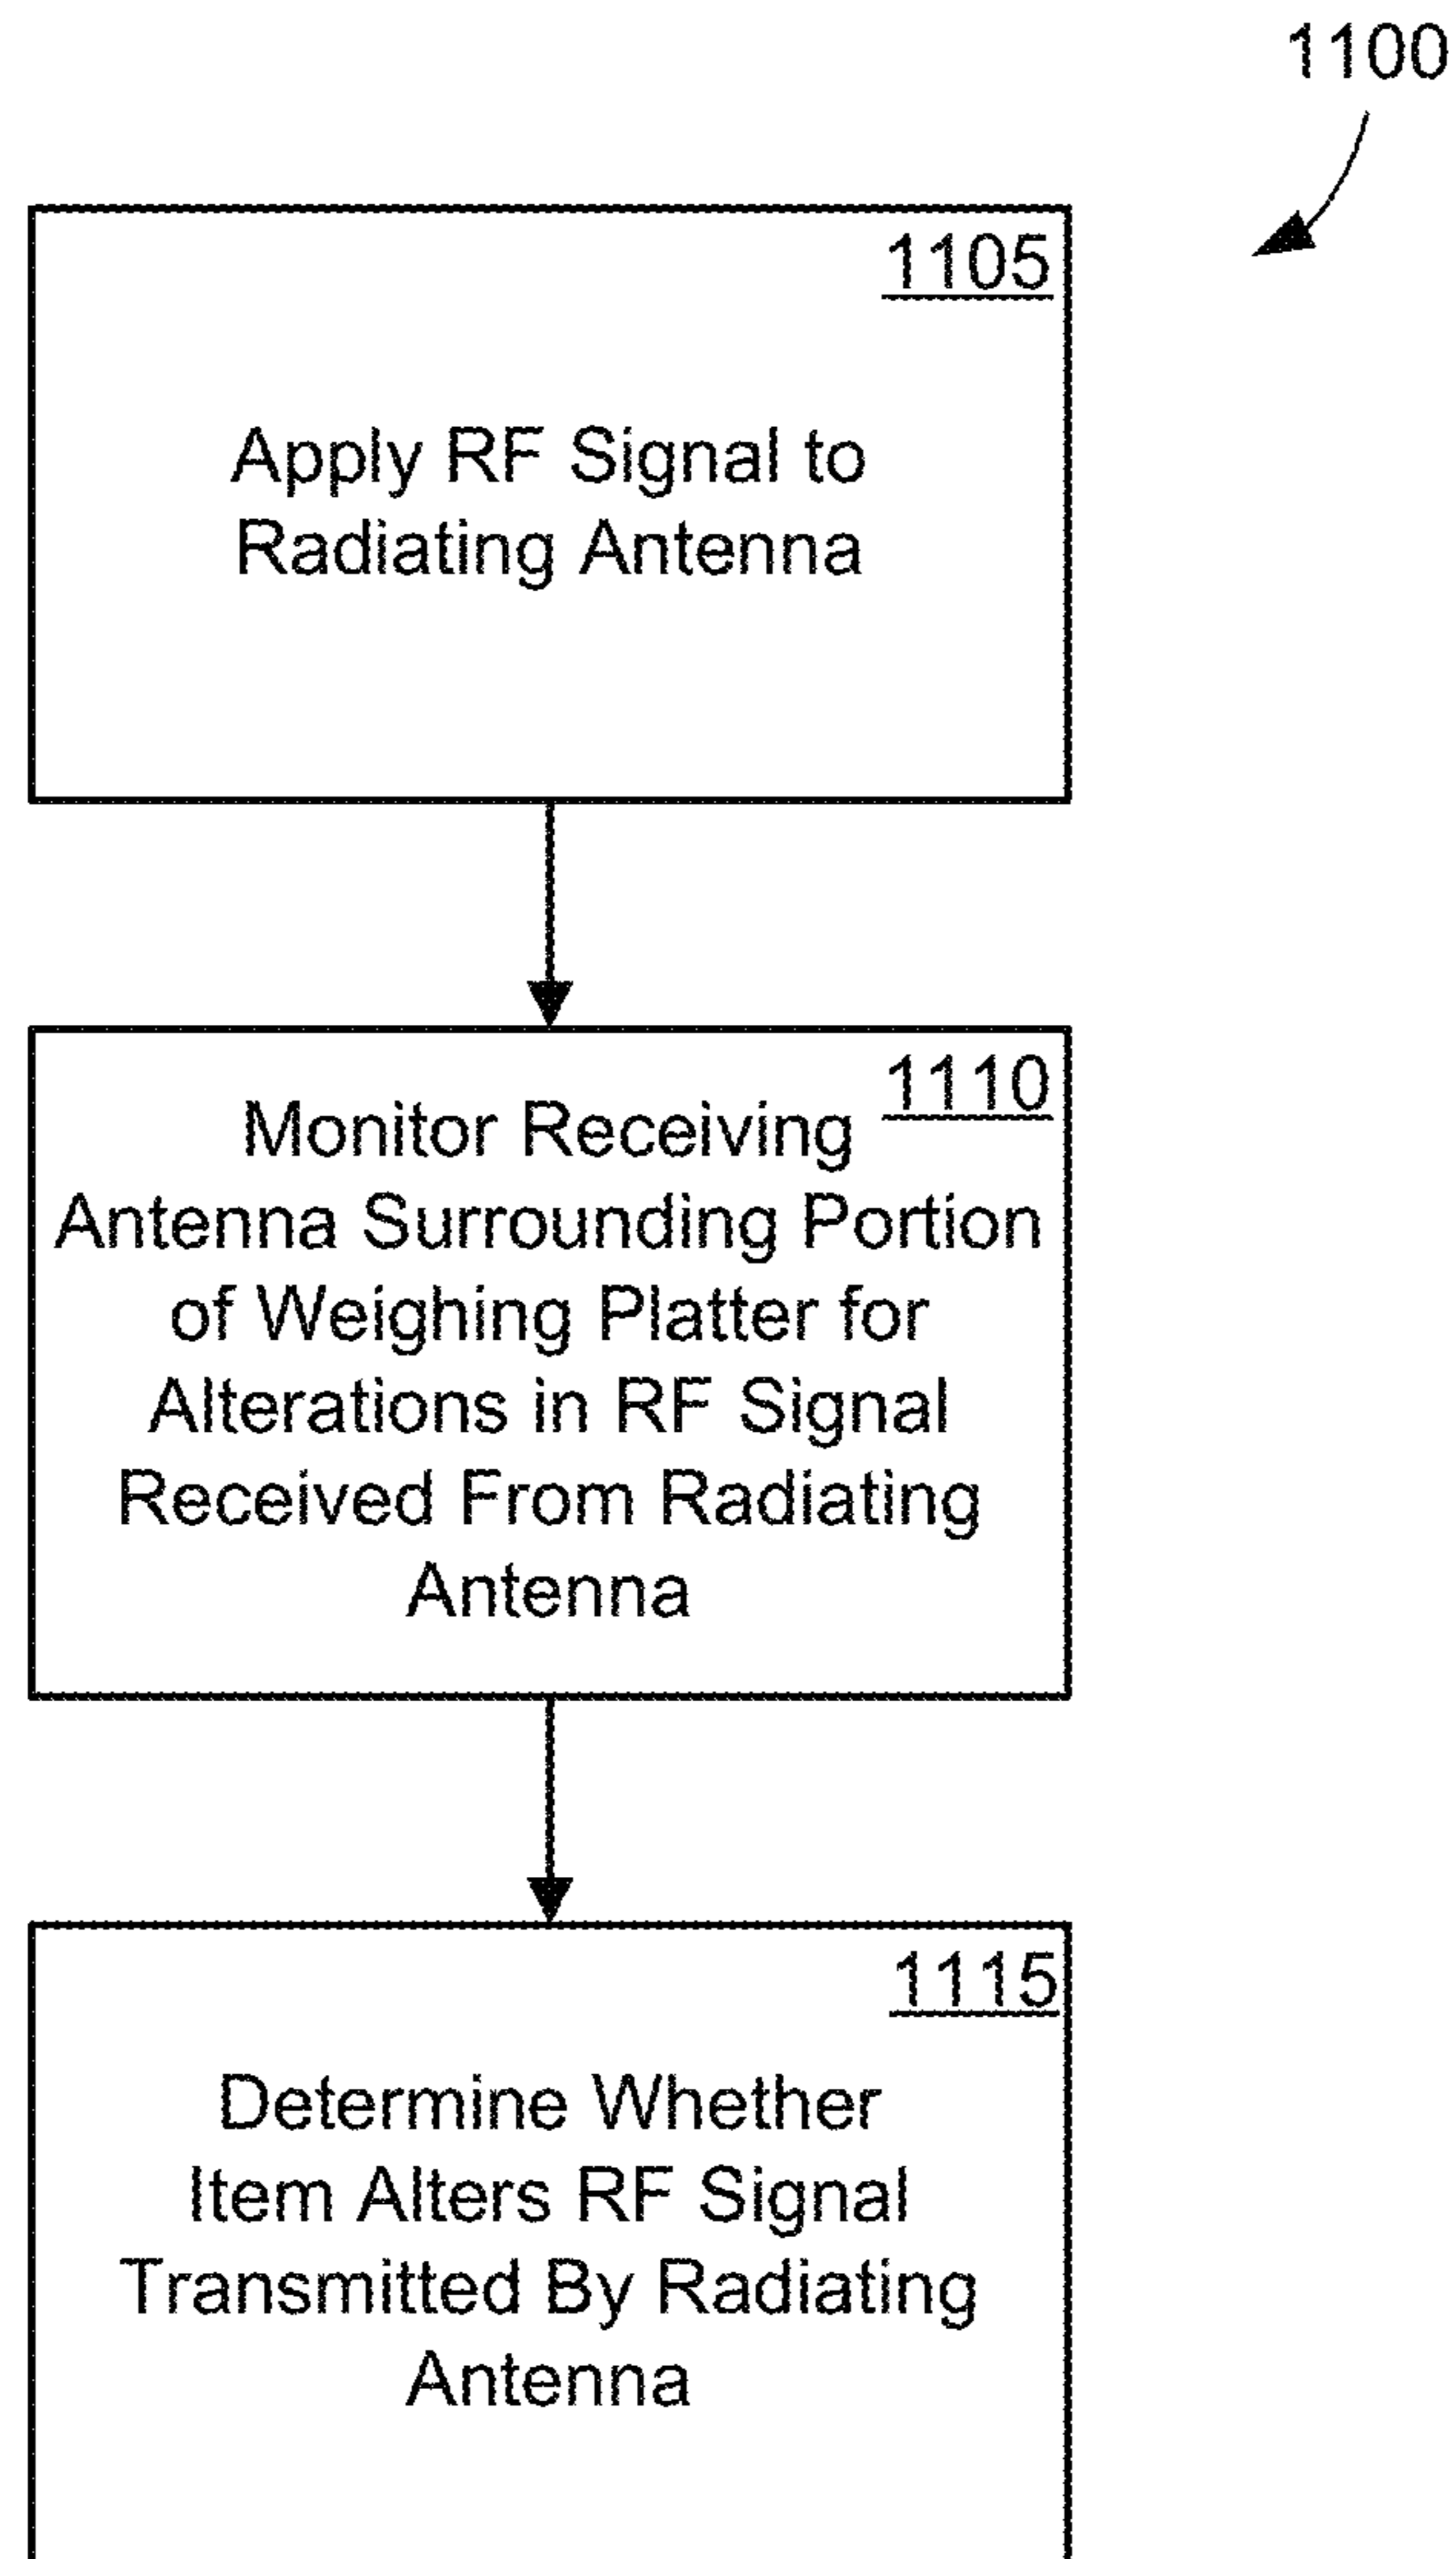 1100
1105
Apply RF Signal to
Radiating Antenna
1110
Monitor Receiving
Antenna Surrounding Portion
of Weighing Platter for
Alterations in RF Signal
Received From Radiating
Antenna
1115
Determine Whether
Item Alters RF Signal
Transmitted By Radiating
Antenna